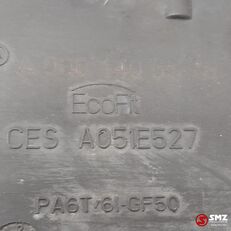 EcoFit
CES A051E527
PA6T/6I-GF50
SMZ